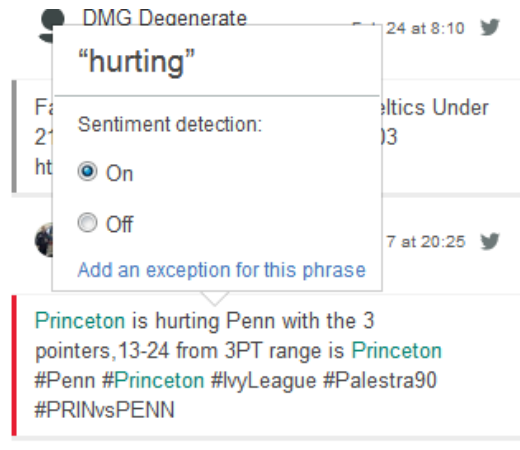 DMG Degenerate
24 at 8:10
“hurting”
Sentiment detection:
On
Off
Add an exception for this phrase
eltics Under
21
ht
7 at 20:25
Princeton is hurting Penn with the 3
pointers,13-24 from 3PT range is Princeton
#Penn #Princeton #IvyLeague #Palestra90
#PRINvsPENN